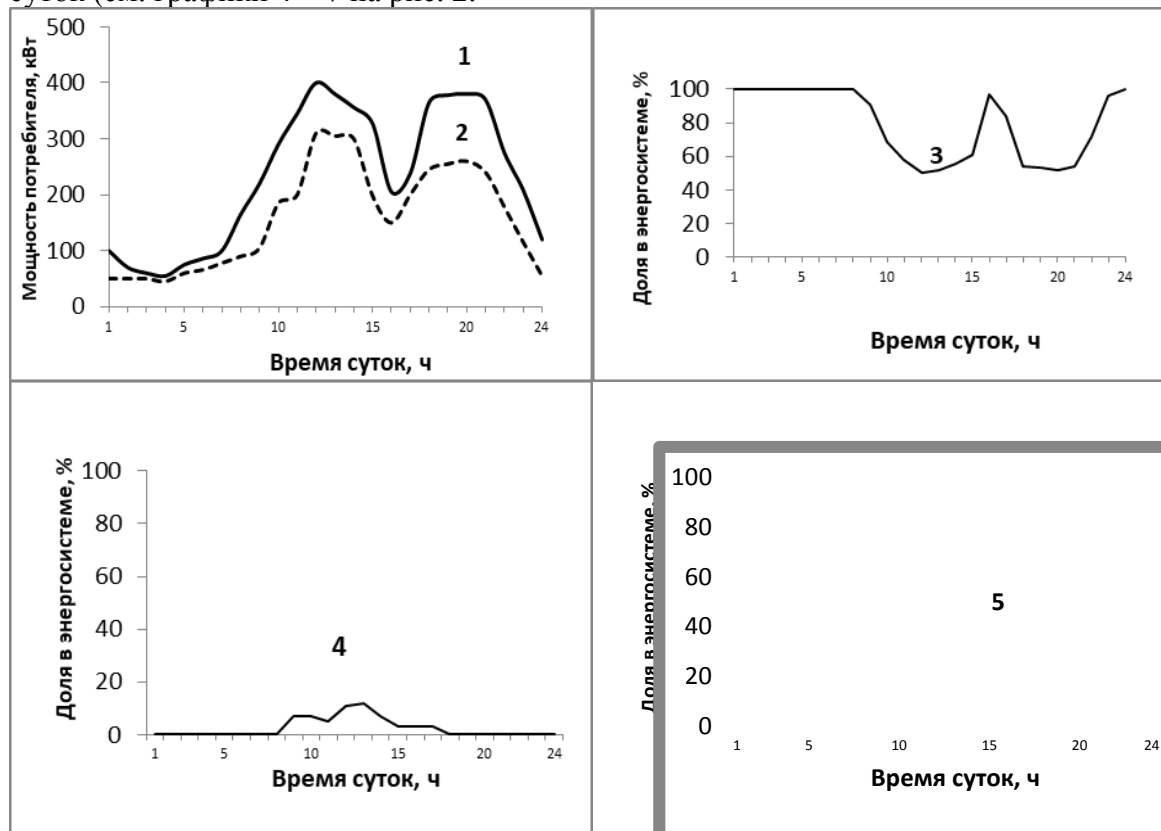 суток (см. графики 4 – 7 на рис. 2.
Мощность потребителя, кВт
500
400
300
200
100
0
1
2
1 5 10 15 20 24
Время суток, ч
Доля в энергосистеме, %
100
80
60
40
20
0
3
1 5 10 15 20 24
Время суток, ч
Доля в энергосистеме, %
100
80
60
40
20
0
4
1 5 10 15 20 24
Время суток, ч
Доля в энергосистеме, %
100
80
60
40
20
0
5
1 5 10 15 20 24
Время суток, ч